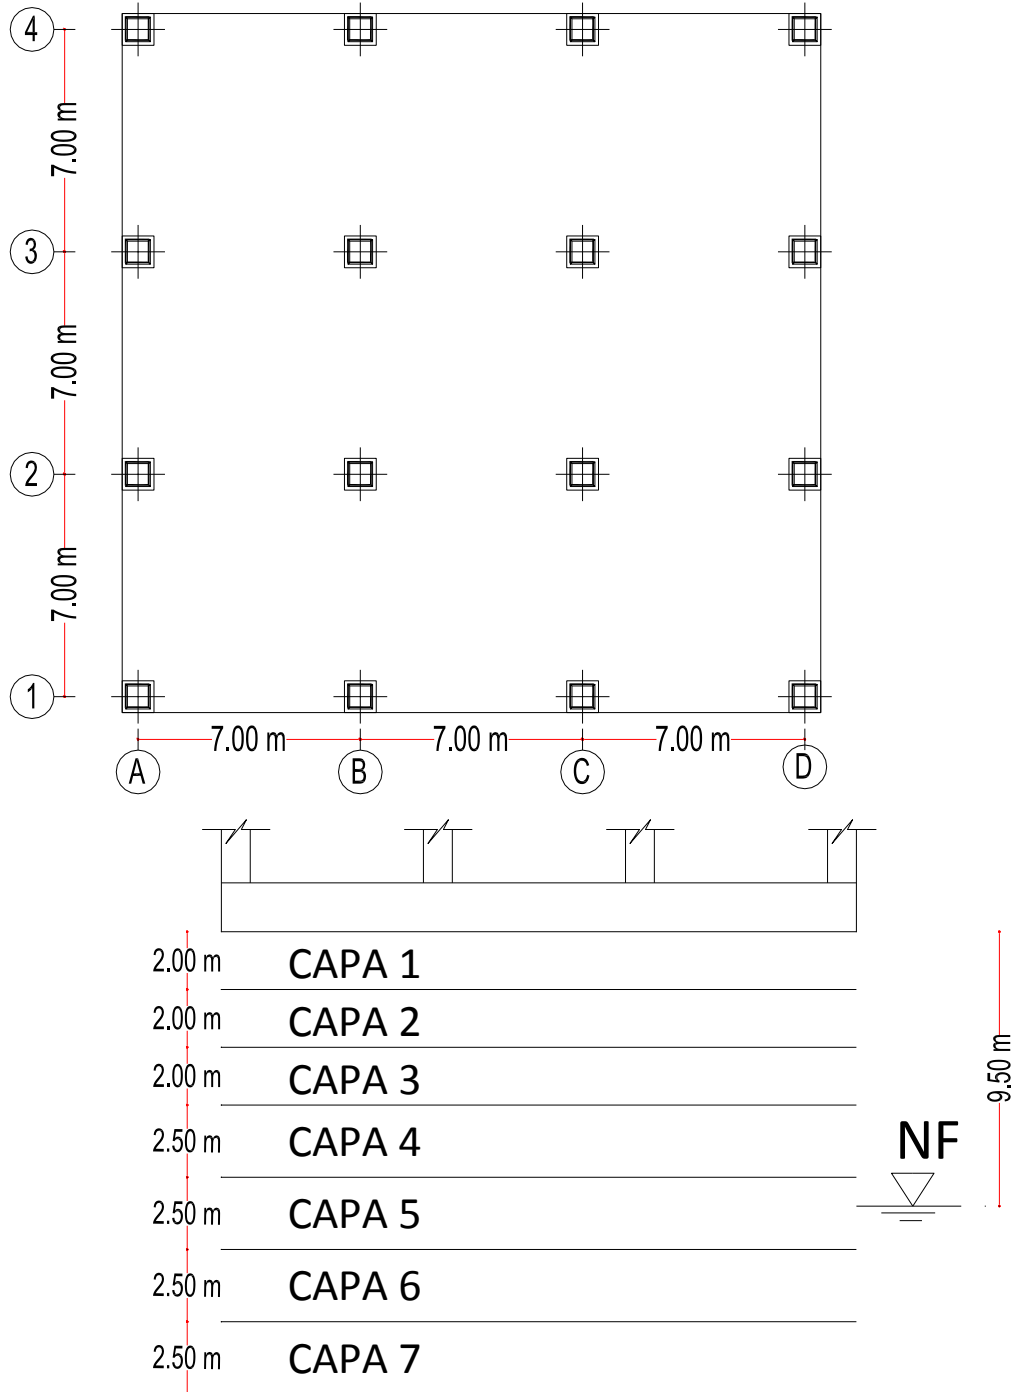 4
7.00 m
3
7.00 m
2
7.00 m
1
7.00 m 7.00 m 7.00 m
A B C D
2.00 m CAPA 1
2.00 m CAPA 2
2.00 m CAPA 3
9.50 m
2.50 m CAPA 4
NF
2.50 m CAPA 5
2.50 m CAPA 6
2.50 m CAPA 7